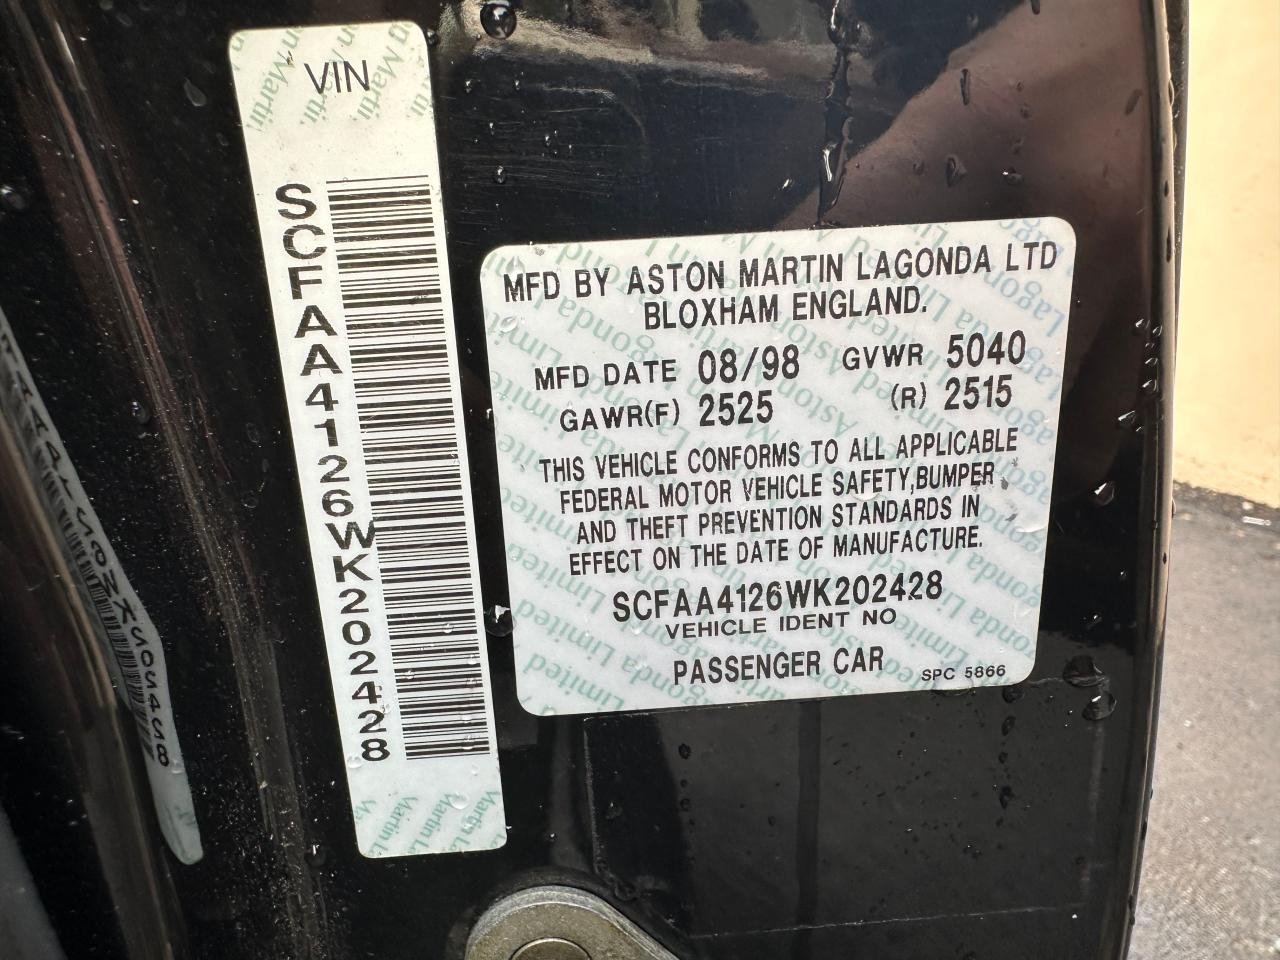 VIN
SCFAA4126WK202428
MFD BY ASTON MARTIN LAGONDA LTD
BLOXHAM ENGLAND.
MFD DATE 08/98 GVWR 5040
GAWR(F) 2525 (R) 2515
THIS VEHICLE CONFORMS TO ALL APPLICABLE
FEDERAL MOTOR VEHICLE SAFETY,BUMPER
AND THEFT PREVENTION STANDARDS IN
EFFECT ON THE DATE OF MANUFACTURE.
SCFAA4126WK202428
VEHICLE IDENT NO
PASSENGER CAR
SPC 5866